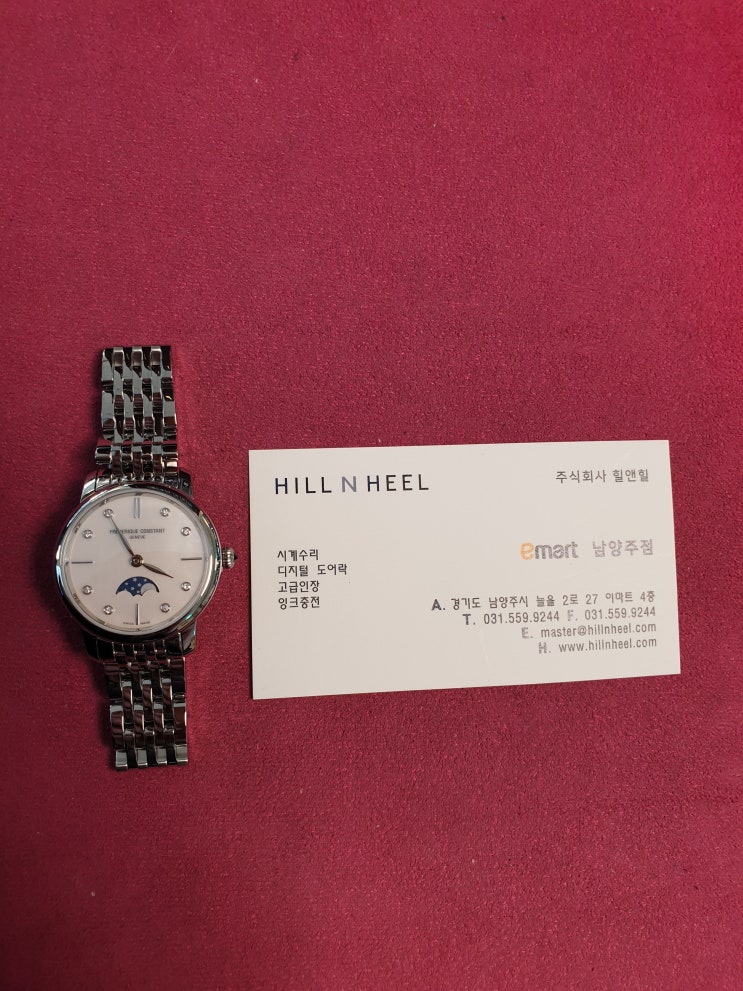 FREDERIQUE CONSTANT
GENEVE
HILL N HEEL
주식회사 힐앤힐
시계수리
디지털 도어락
고급인장
잉크충전
emart 남양주점
A. 경기도 남양주시 늘을 2로 27 이마트 4층
T. 031.559.9244 F. 031.559.9244
E. master@hillnheel.com
H. www.hillnheel.com